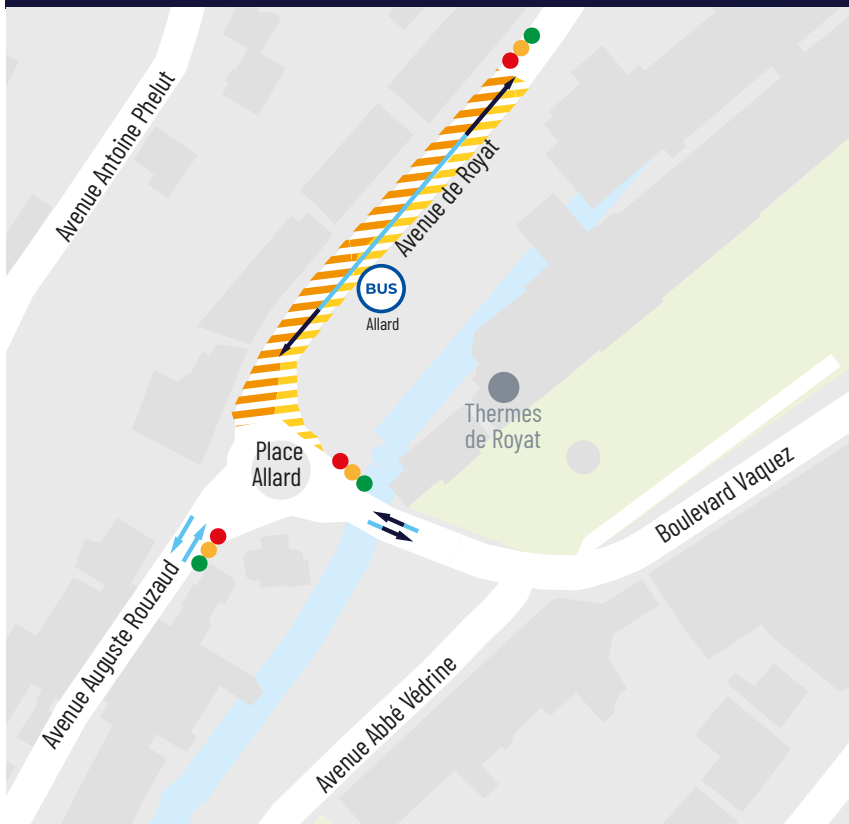 Avenue Antoine Phelut
Avenue de Royat
BUS
Allard
Thermes
de Royat
Place
Allard
Boulevard Vaquez
Avenue Auguste Rouzaud
Avenue Abbé Védrine